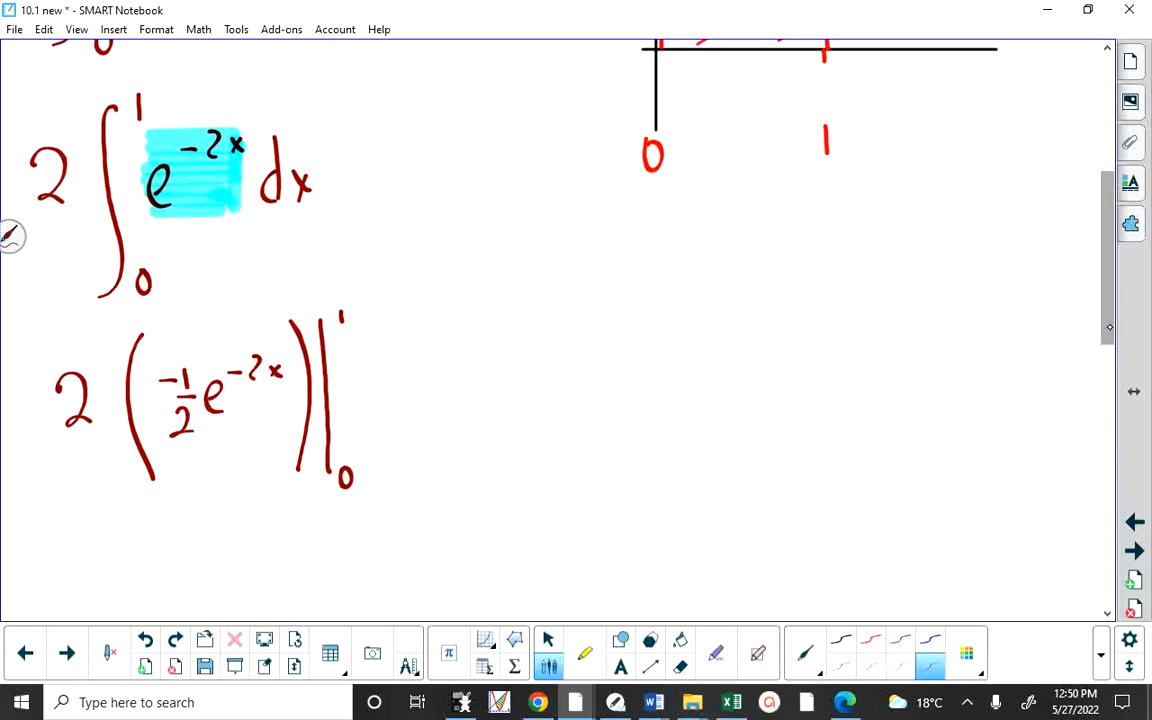 10.1 new * - SMART Notebook
File Edit View Insert Format Math Tools Add-ons Account Help
0 1
2 ∫₀¹ e^{-2x} dx
2 ( -1/2 e^{-2x} ) |₀¹
Type here to search
18°C
12:50 PM
5/27/2022